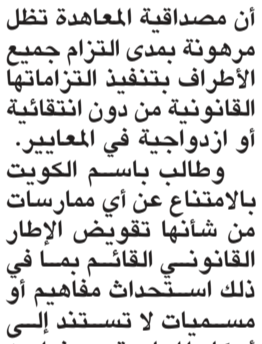 أن مصداقية المعاهدة تظل
مرهونة بمدى التزام جميع
الأطراف بتنفيذ التزاماتها
القانونية من دون انتقائية
أو ازدواجية في المعايير.
وطالب باسم الكويت
بالامتناع عن أي ممارسات
من شأنها تقويض الإطار
القانوني القائم بما في
ذلك استحداث مفاهيم أو
مسميات لا تستند إلى